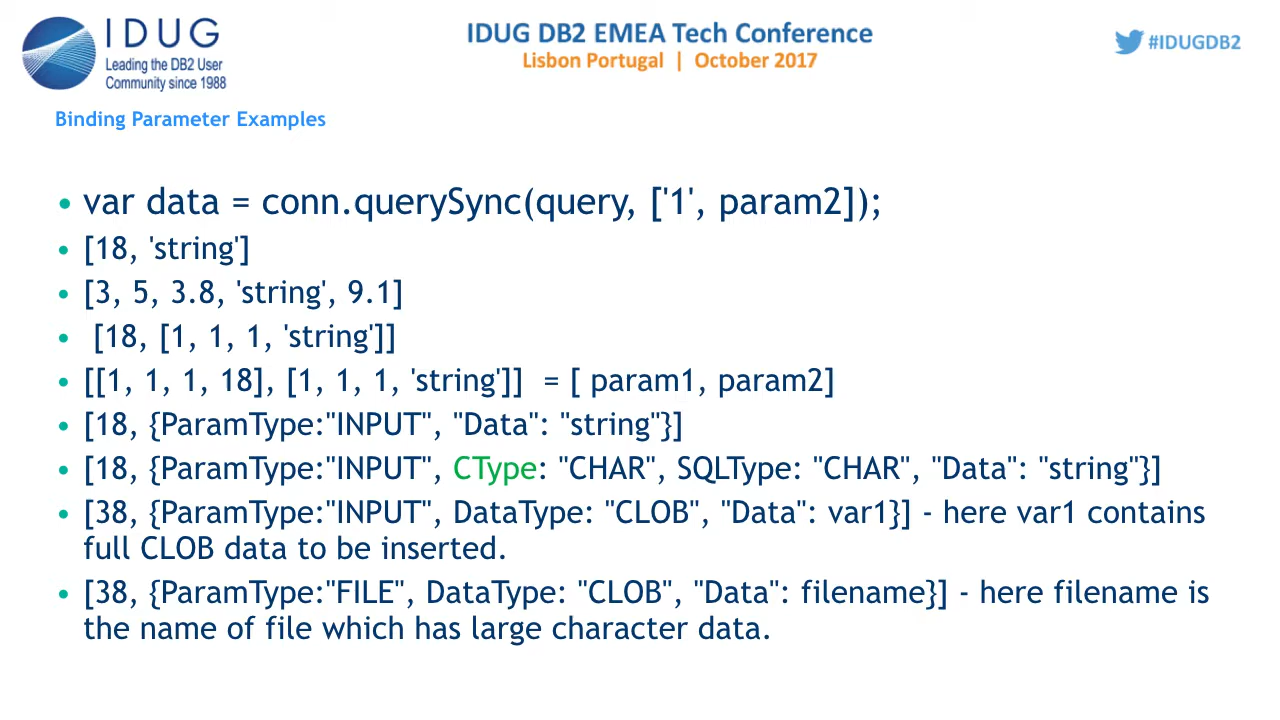 IDUG
Leading the DB2 User
Community since 1988
IDUG DB2 EMEA Tech Conference
Lisbon Portugal | October 2017
#IDUGDB2
Binding Parameter Examples
• var data = conn.querySync(query, ['1', param2]);
• [18, 'string']
• [3, 5, 3.8, 'string', 9.1]
• [18, [1, 1, 1, 'string']]
• [[1, 1, 1, 18], [1, 1, 1, 'string']] = [ param1, param2]
• [18, {ParamType:"INPUT", "Data": "string"}]
• [18, {ParamType:"INPUT", CType: "CHAR", SQLType: "CHAR", "Data": "string"}]
• [38, {ParamType:"INPUT", DataType: "CLOB", "Data": var1}] - here var1 contains
full CLOB data to be inserted.
• [38, {ParamType:"FILE", DataType: "CLOB", "Data": filename}] - here filename is
the name of file which has large character data.